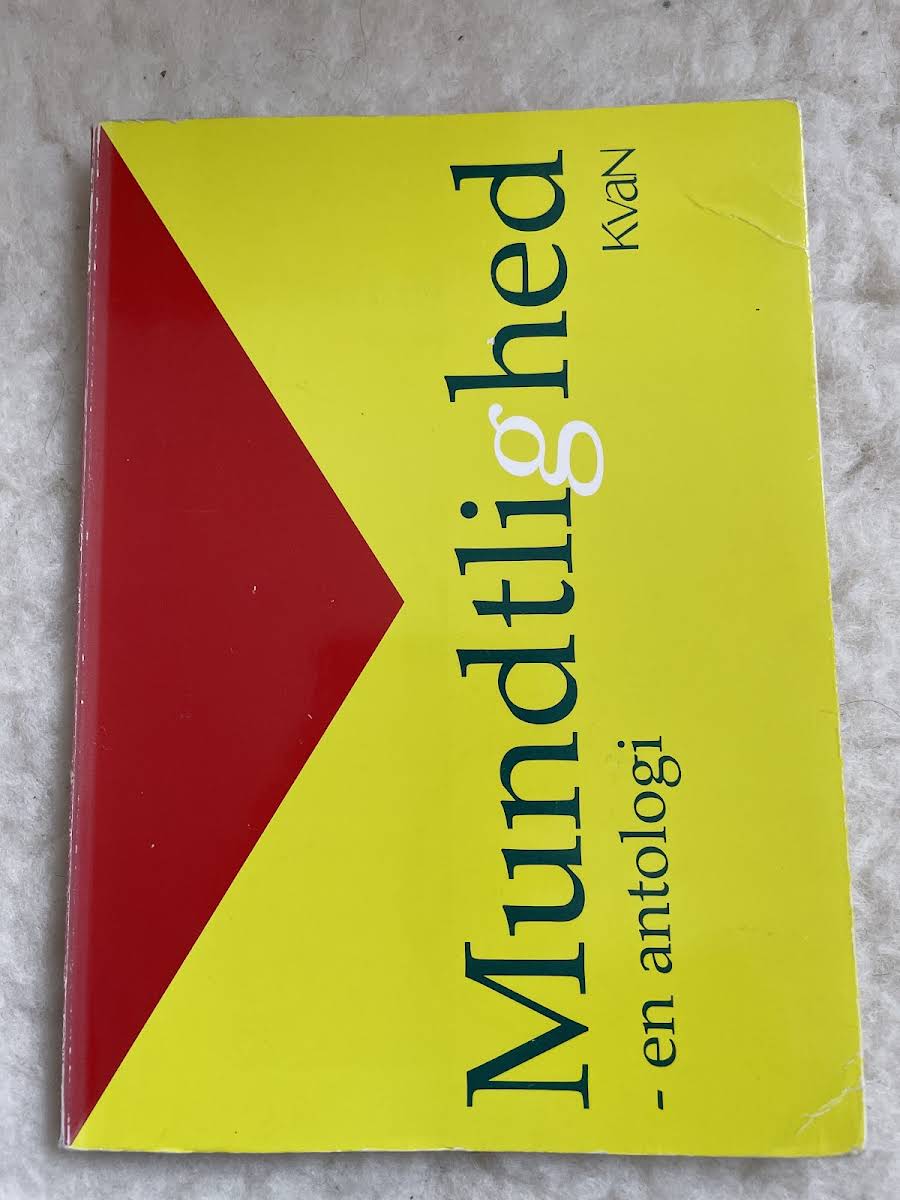 Mundtlighed
- en antologi
KvaN